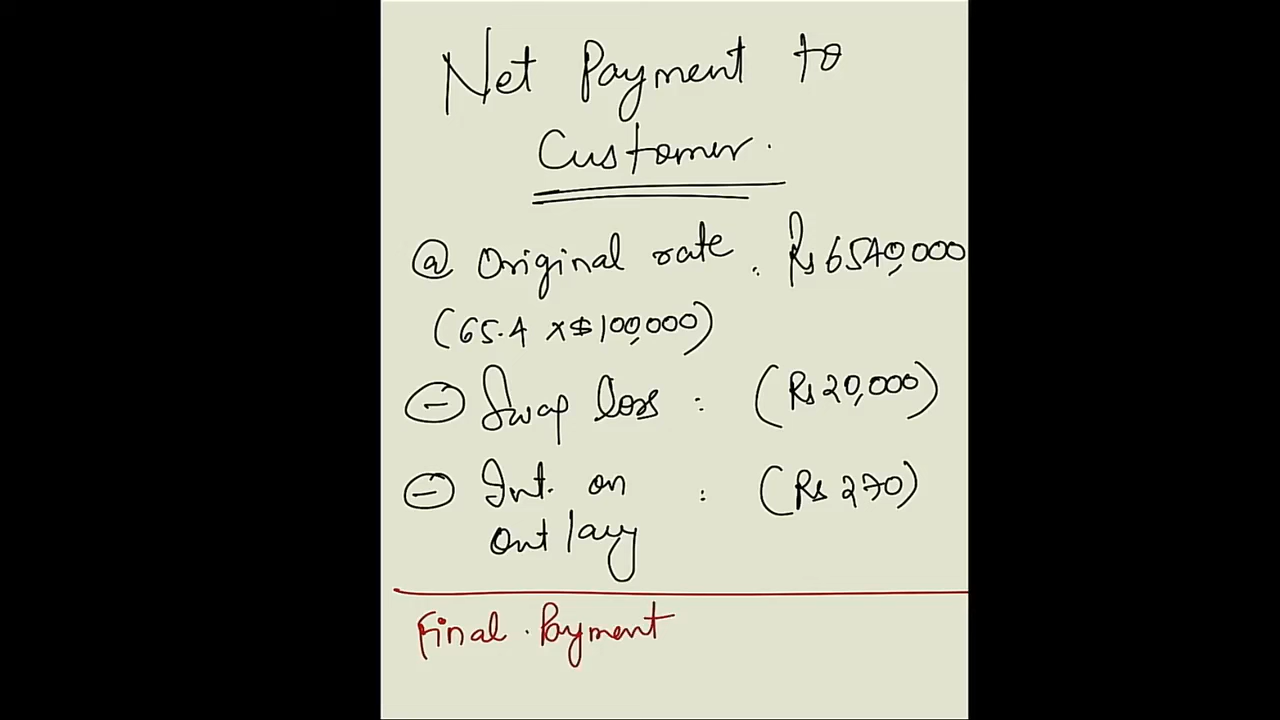 Net Payment to
Customer.
@ Original rate : Rs 6540,000
(65.4 x $100,000)
(-) Swap loss : (Rs 20,000)
(-) Int. on : (Rs 270)
Outlay
Final Payment